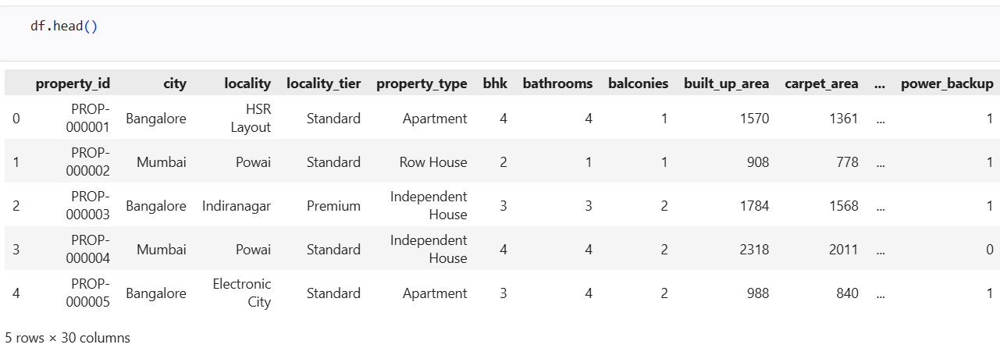 df.head()
property_id city locality locality_tier property_type bhk bathrooms balconies built_up_area carpet_area ... power_backup
0 PROP-000001 Bangalore HSR Layout Standard Apartment 4 4 1 1570 1361 ... 1
1 PROP-000002 Mumbai Powai Standard Row House 2 1 1 908 778 ... 1
2 PROP-000003 Bangalore Indiranagar Premium Independent House 3 3 2 1784 1568 ... 1
3 PROP-000004 Mumbai Powai Standard Independent House 4 4 2 2318 2011 ... 0
4 PROP-000005 Bangalore Electronic City Standard Apartment 3 4 2 988 840 ... 1
5 rows × 30 columns